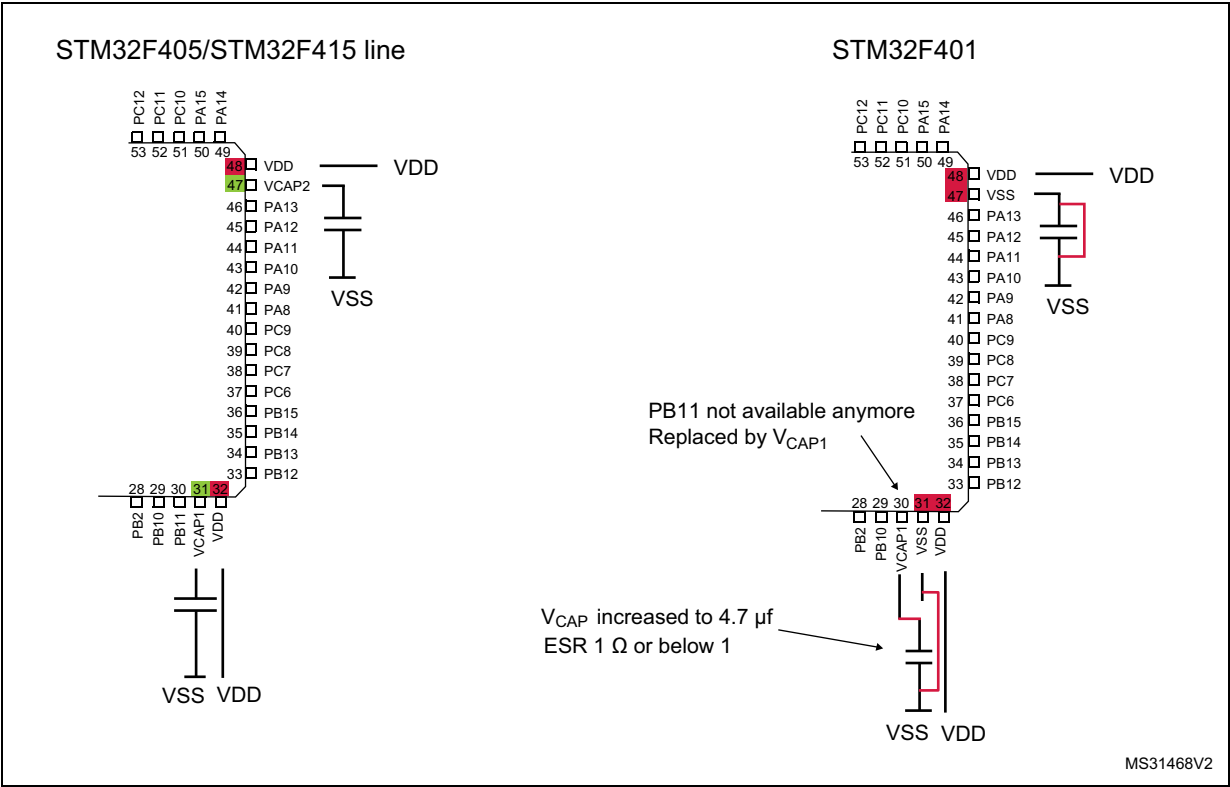 STM32F405/STM32F415 line
PC12
PC11
PC10
PA15
PA14
53 52 51 50 49
48 VDD
47 VCAP2
46 PA13
45 PA12
44 PA11
43 PA10
42 PA9
41 PA8
40 PC9
39 PC8
38 PC7
37 PC6
36 PB15
35 PB14
34 PB13
33 PB12
28 29 30 31 32
PB2
PB10
PB11
VCAP1
VDD
VDD
VSS
VSS VDD
STM32F401
PC12
PC11
PC10
PA15
PA14
53 52 51 50 49
48 VDD
47 VSS
46 PA13
45 PA12
44 PA11
43 PA10
42 PA9
41 PA8
40 PC9
39 PC8
38 PC7
37 PC6
36 PB15
35 PB14
34 PB13
33 PB12
28 29 30 31 32
PB2
PB10
VCAP1
VSS
VDD
VDD
VSS
PB11 not available anymore
Replaced by VCAP1
VCAP increased to 4.7 µf
ESR 1 Ω or below 1
VSS VDD
MS31468V2